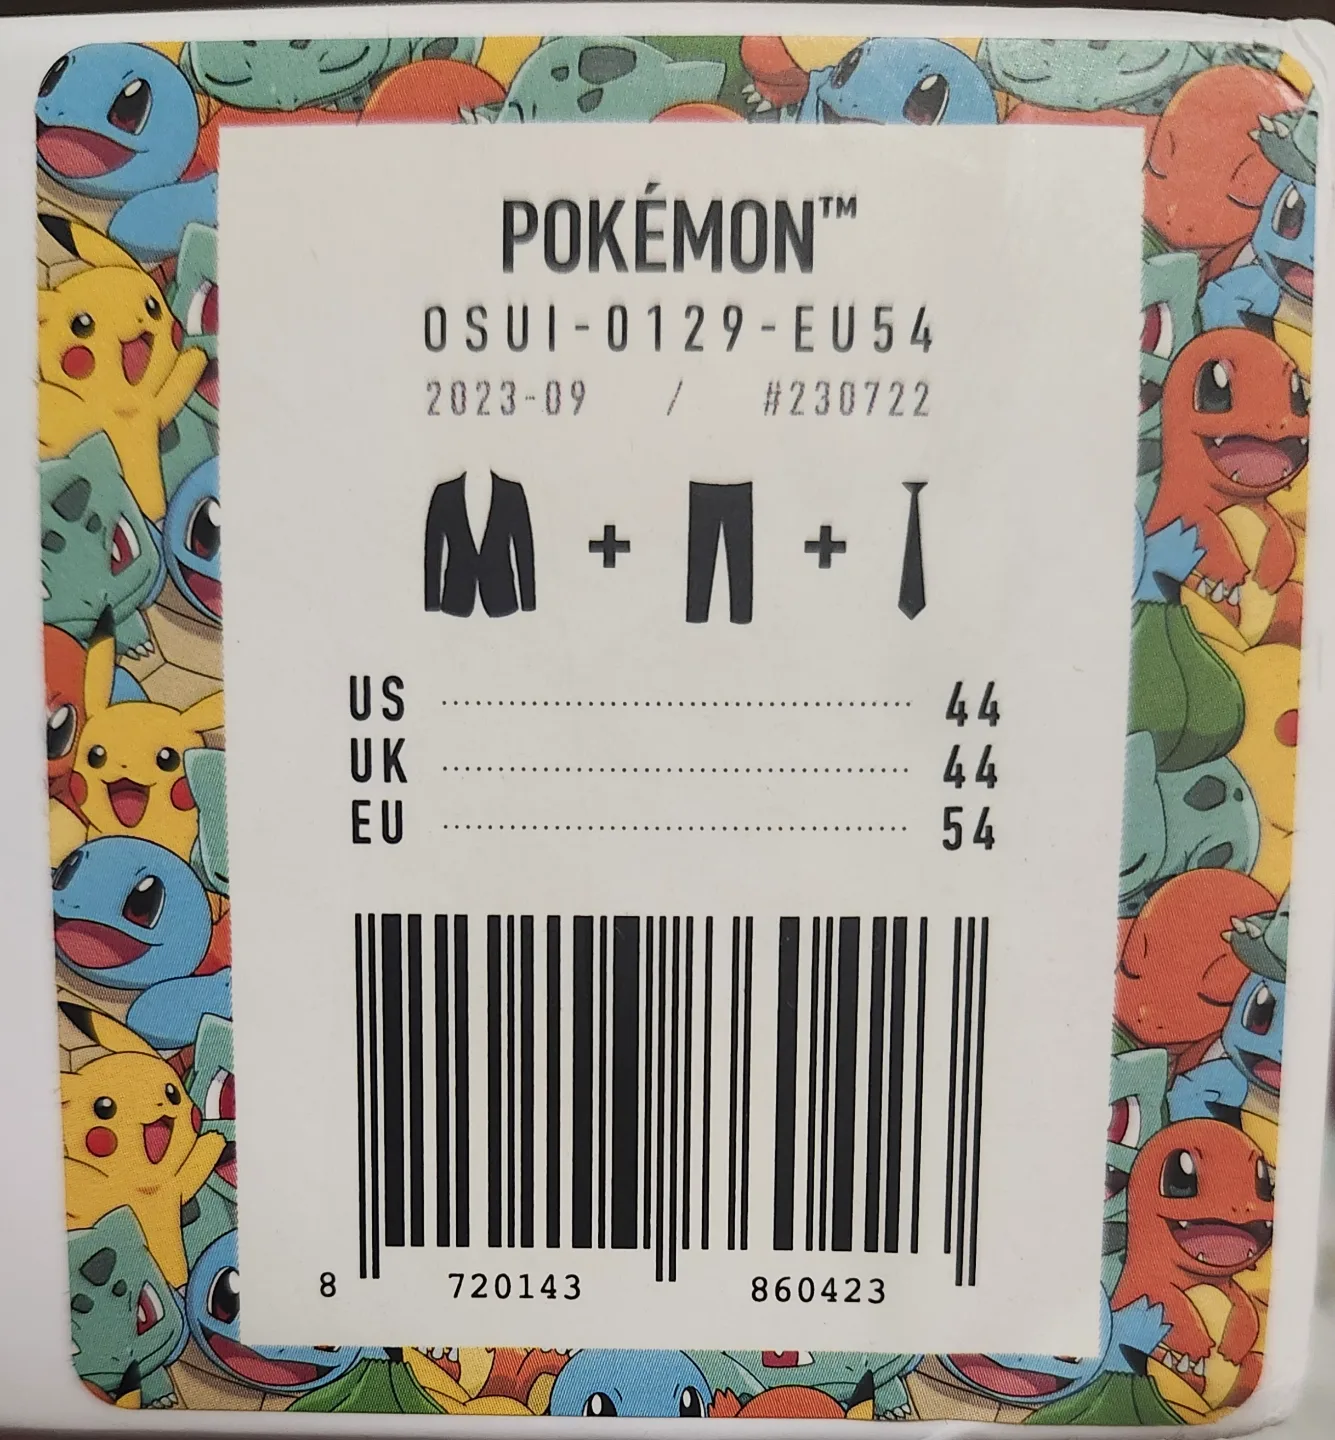 POKÉMON™
OSUI-0129-EU54
2023-09 / #230722
US 44
UK 44
EU 54
8 720143 860423